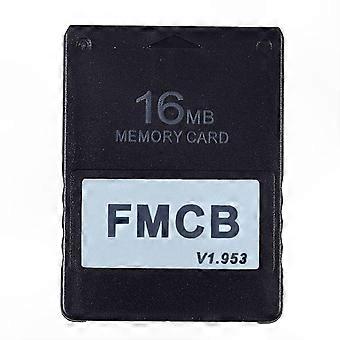 16MB
MEMORY CARD
FMCB
V1.953